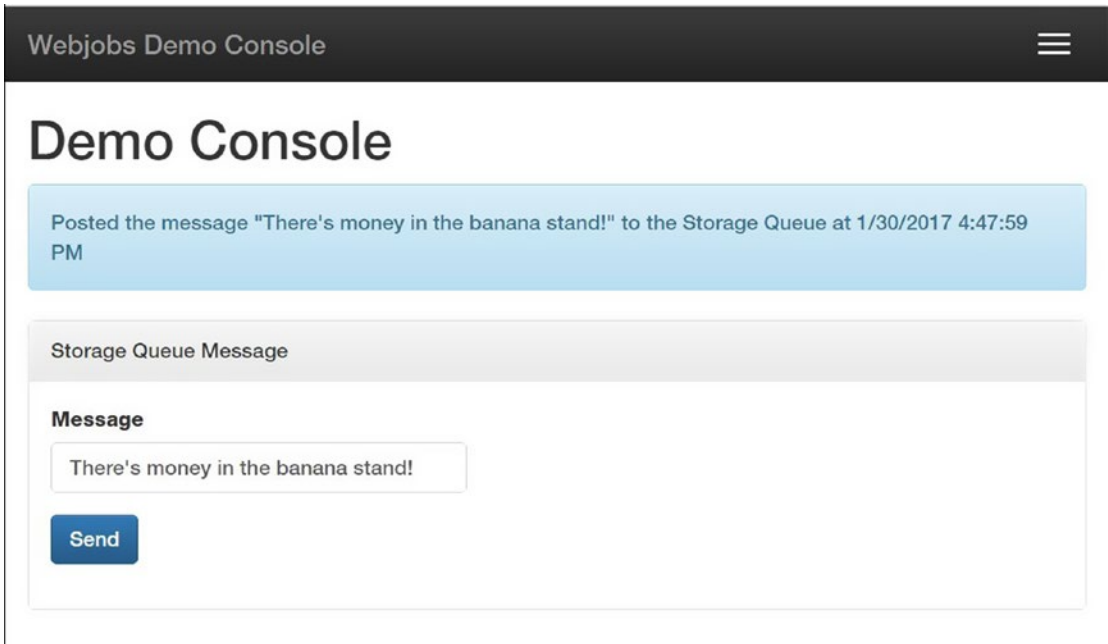 Webjobs Demo Console
Demo Console
Posted the message "There's money in the banana stand!" to the Storage Queue at 1/30/2017 4:47:59
PM
Storage Queue Message
Message
There's money in the banana stand!
Send